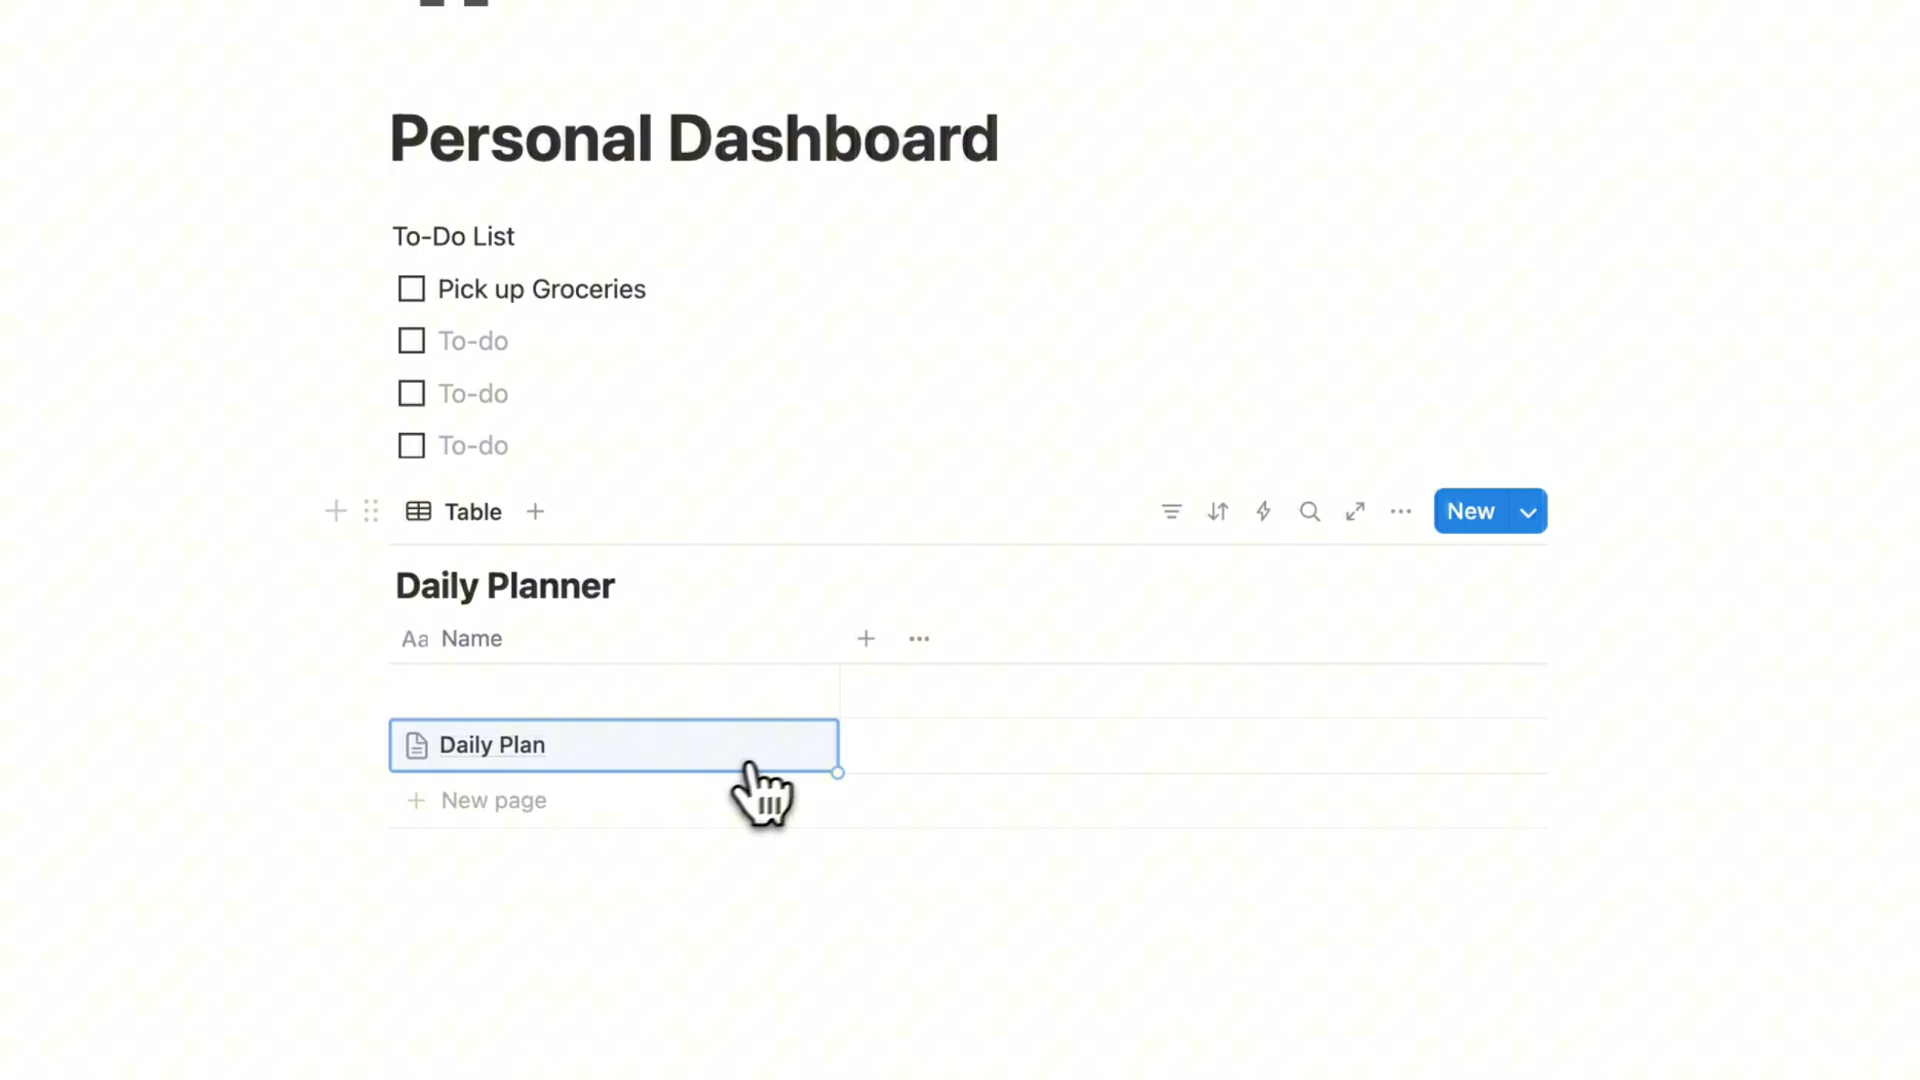 Personal Dashboard
To-Do List
Pick up Groceries
To-do
To-do
To-do
Table
New
Daily Planner
Aa Name
Daily Plan
New page